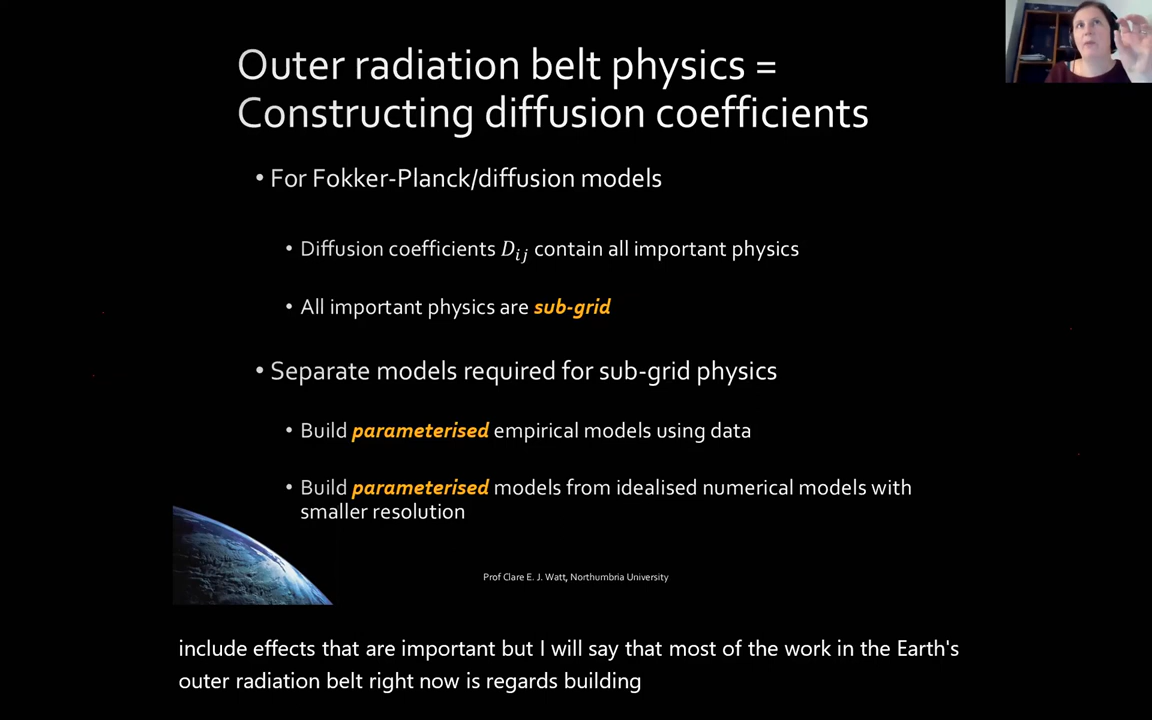 Outer radiation belt physics =
Constructing diffusion coefficients
• For Fokker-Planck/diffusion models
• Diffusion coefficients D_ij contain all important physics
• All important physics are sub-grid
• Separate models required for sub-grid physics
• Build parameterised empirical models using data
• Build parameterised models from idealised numerical models with
smaller resolution
Prof Clare E. J. Watt, Northumbria University
include effects that are important but I will say that most of the work in the Earth's
outer radiation belt right now is regards building